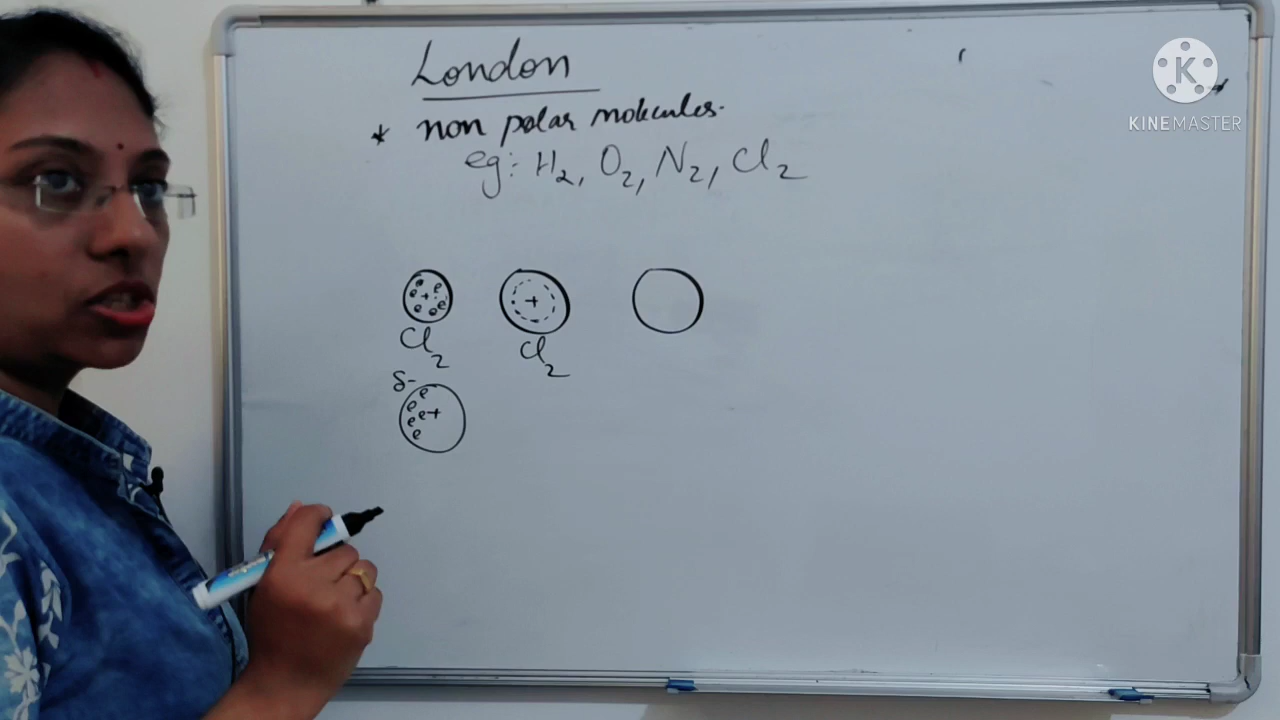 London
* non polar molecules.
eg:- H2, O2, N2, Cl2
K
KINEMASTER
e + e
+
Cl2
Cl2
δ-
e
e e +
e
e